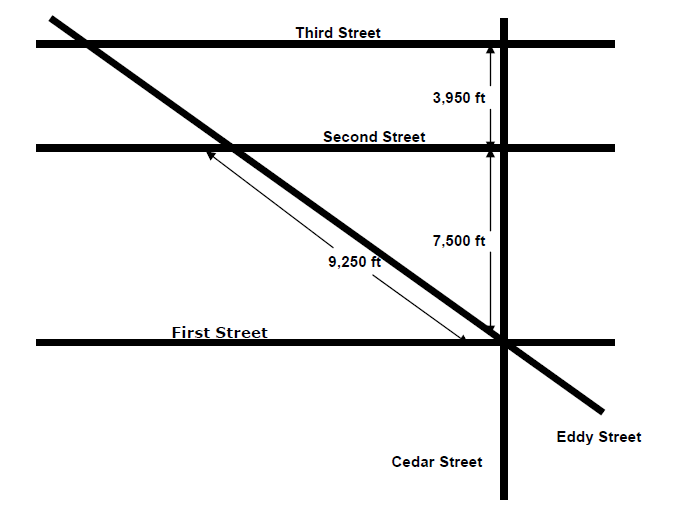 Third Street
3,950 ft
Second Street
7,500 ft
9,250 ft
First Street
Eddy Street
Cedar Street